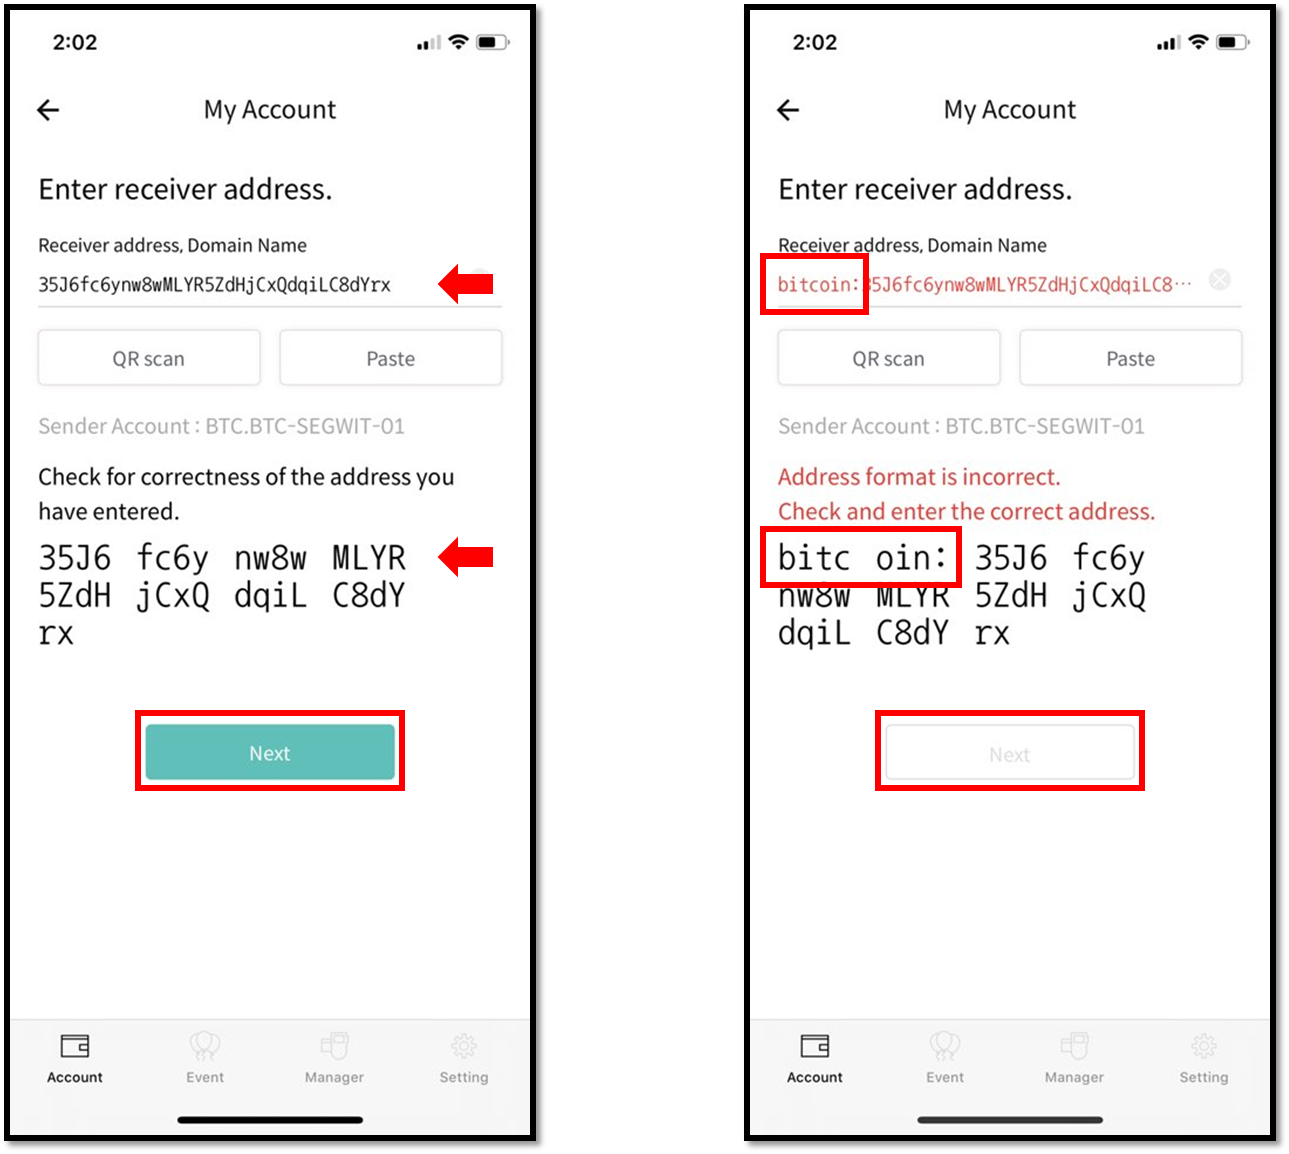 2:02
My Account
Enter receiver address.
Receiver address, Domain Name
35J6fc6ynw8wMLYR5ZdHjCxQdqiLC8dYrx
QR scan
Paste
Sender Account : BTC.BTC-SEGWIT-01
Check for correctness of the address you
have entered.
35J6 fc6y nw8w MLYR
5ZdH jCxQ dqiL C8dY
rx
Next
Account
Event
Manager
Setting
2:02
My Account
Enter receiver address.
Receiver address, Domain Name
bitcoin:35J6fc6ynw8wMLYR5ZdHjCxQdqiLC8...
QR scan
Paste
Sender Account : BTC.BTC-SEGWIT-01
Address format is incorrect.
Check and enter the correct address.
bitc oin: 35J6 fc6y
nw8w MLYR 5ZdH jCxQ
dqiL C8dY rx
Next
Account
Event
Manager
Setting